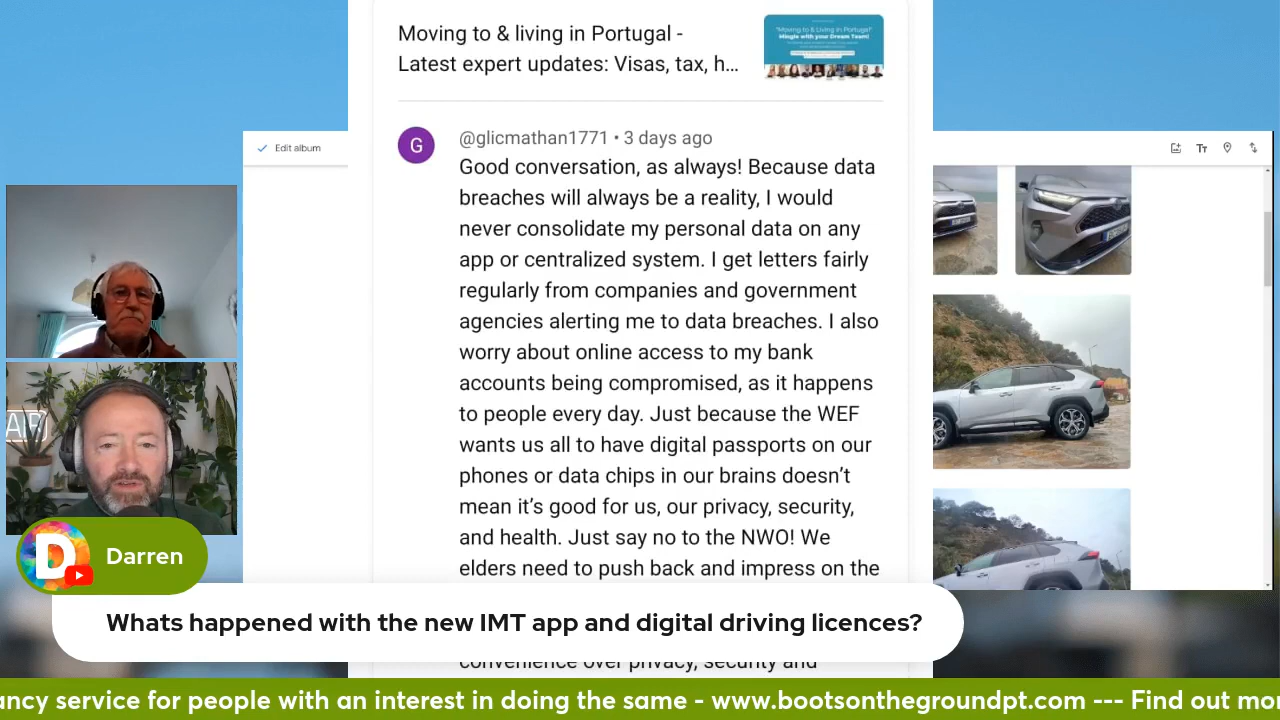 Moving to & living in Portugal -
Latest expert updates: Visas, tax, h...
Edit album
Tт
G
@glicmathan1771 • 3 days ago
Good conversation, as always! Because data
breaches will always be a reality, I would
never consolidate my personal data on any
app or centralized system. I get letters fairly
regularly from companies and government
agencies alerting me to data breaches. I also
worry about online access to my bank
accounts being compromised, as it happens
to people every day. Just because the WEF
wants us all to have digital passports on our
phones or data chips in our brains doesn't
mean it's good for us, our privacy, security,
and health. Just say no to the NWO! We
elders need to push back and impress on the
D
Darren
Whats happened with the new IMT app and digital driving licences?
convenience over privacy, security and
ancy service for people with an interest in doing the same - www.bootsonthegroundpt.com --- Find out mo